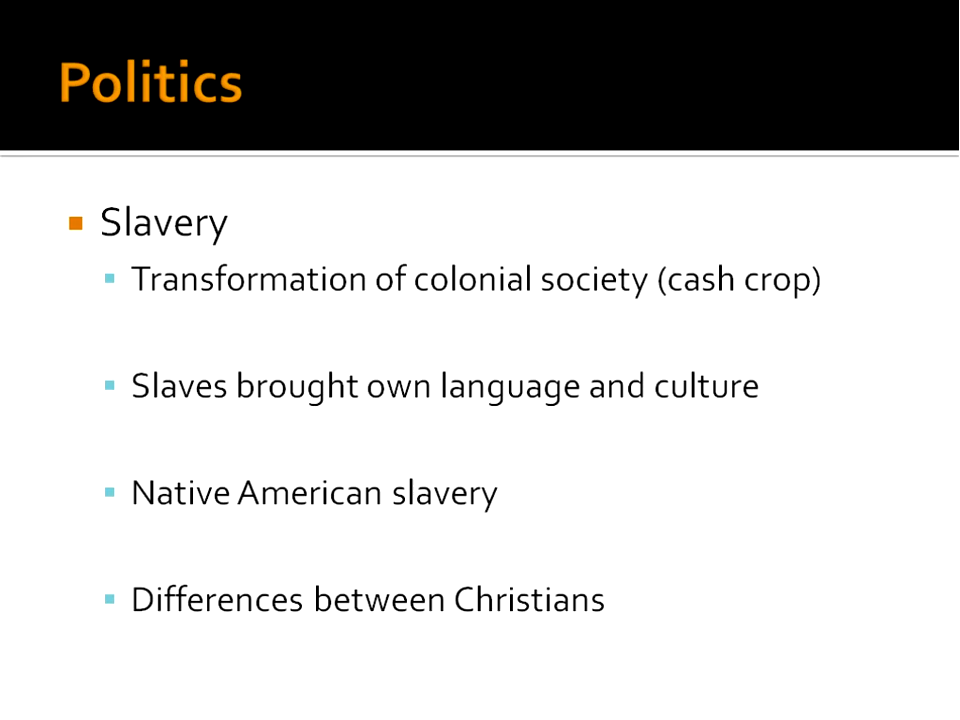 Politics
Slavery
Transformation of colonial society (cash crop)
Slaves brought own language and culture
Native American slavery
Differences between Christians